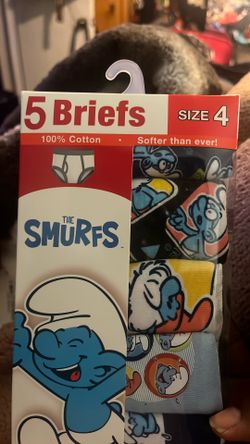 5 Briefs
SIZE 4
100% Cotton • Softer than ever!
THE
SMURFS